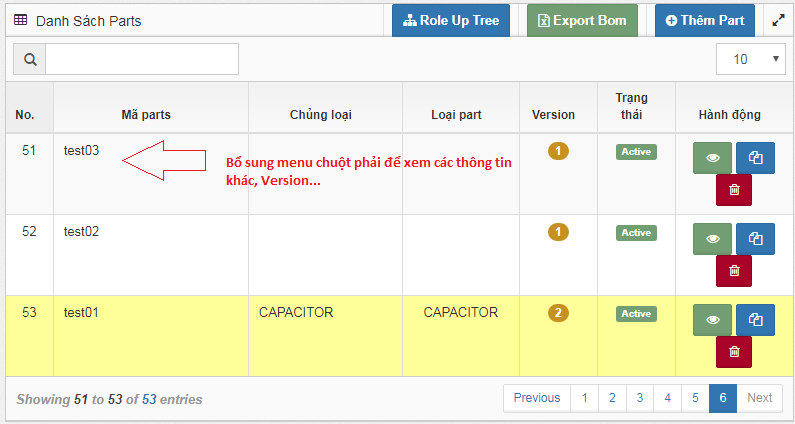 Danh Sách Parts Role Up Tree Export Bom Thêm Part
10
No. Mã parts Chủng loại Loại part Version Trạng thái Hành động
51 test03 1 Active
Bổ sung menu chuột phải để xem các thông tin
khác, Version...
52 test02 1 Active
53 test01 CAPACITOR CAPACITOR 2 Active
Showing 51 to 53 of 53 entries Previous 1 2 3 4 5 6 Next